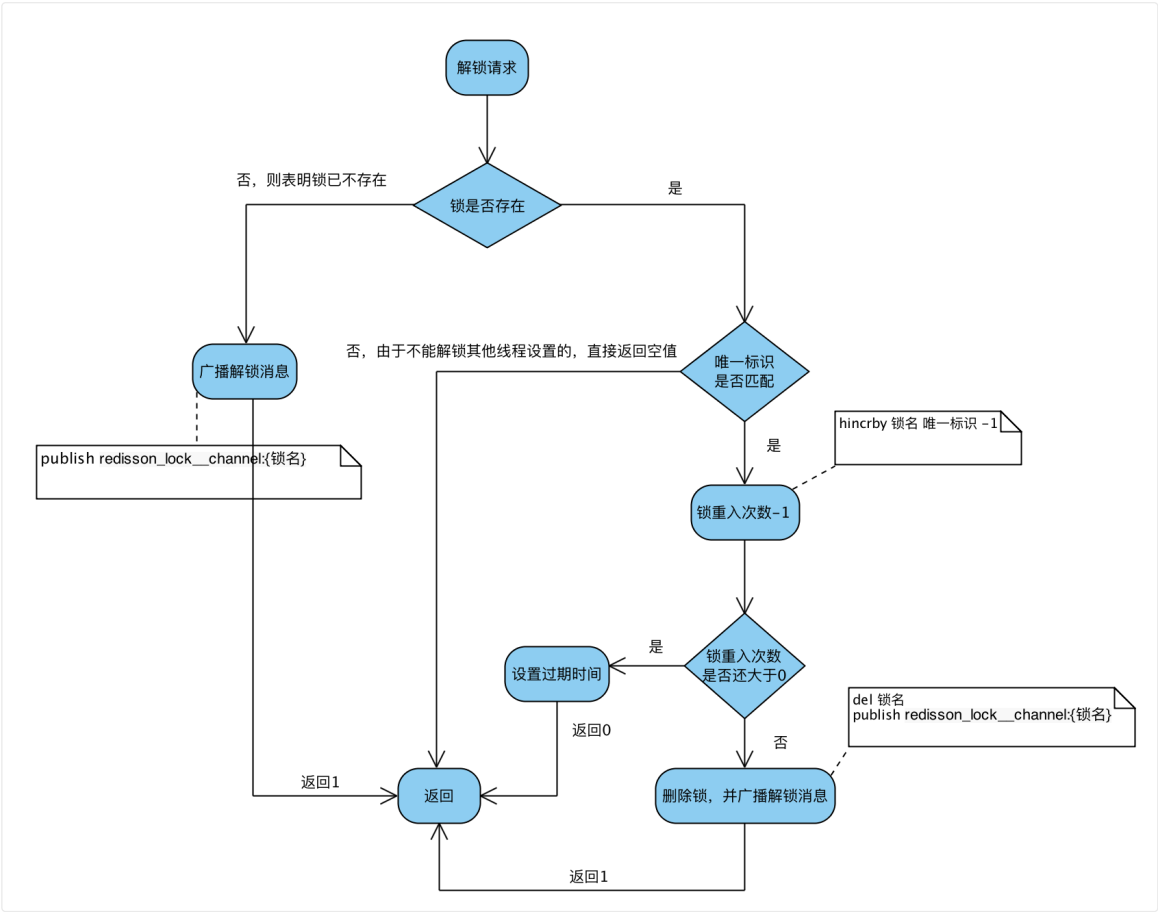 解锁请求
否，则表明锁已不存在
是
锁是否存在
否，由于不能解锁其他线程设置的，直接返回空值
唯一标识
是否匹配
广播解锁消息
hincrby 锁名 唯一标识 -1
是
publish redisson_lock__channel:{锁名}
锁重入次数-1
是
锁重入次数
是否还大于0
设置过期时间
del 锁名
publish redisson_lock__channel:{锁名}
返回0
否
返回1
返回
删除锁，并广播解锁消息
返回1